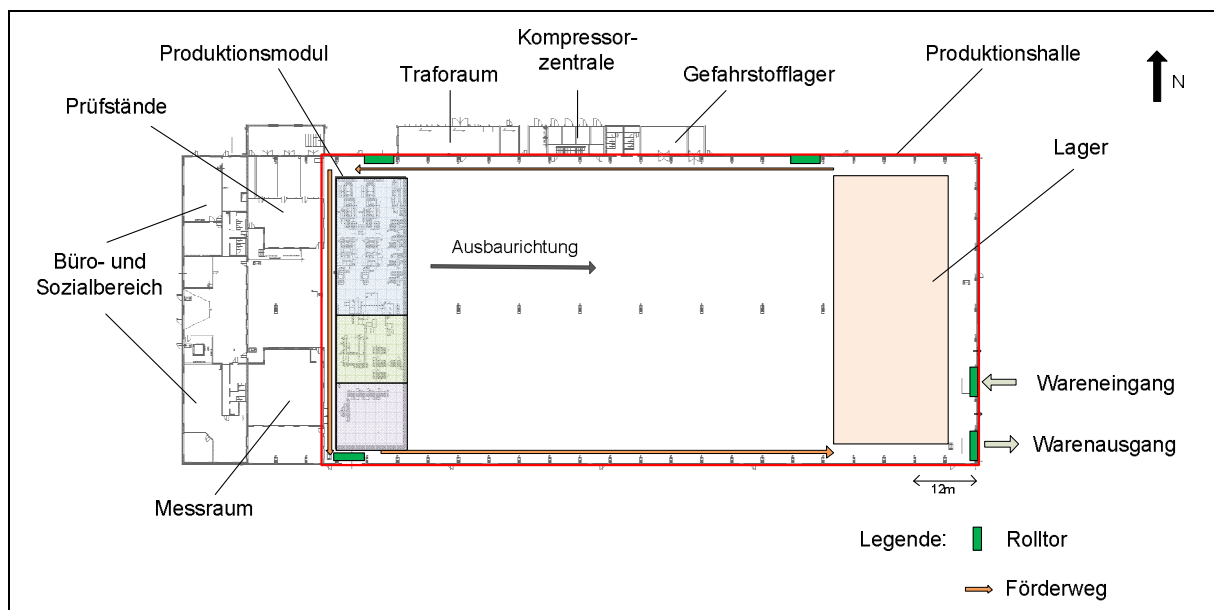 Kompressor-
zentrale
Produktionsmodul
Traforaum
Gefahrstofflager
Produktionshalle
N
Prüfstände
Lager
Ausbaurichtung
Büro- und
Sozialbereich
Wareneingang
Warenausgang
12m
Messraum
Legende:
Rolltor
Förderweg